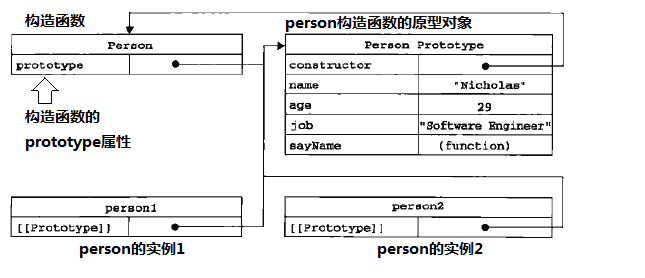 构造函数
person构造函数的原型对象
Person
prototype
构造函数的
prototype属性
Person Prototype
constructor
name "Nicholas"
age 29
job "Software Engineer"
sayName (function)
person1
[[Prototype]]
person的实例1
person2
[[Prototype]]
person的实例2